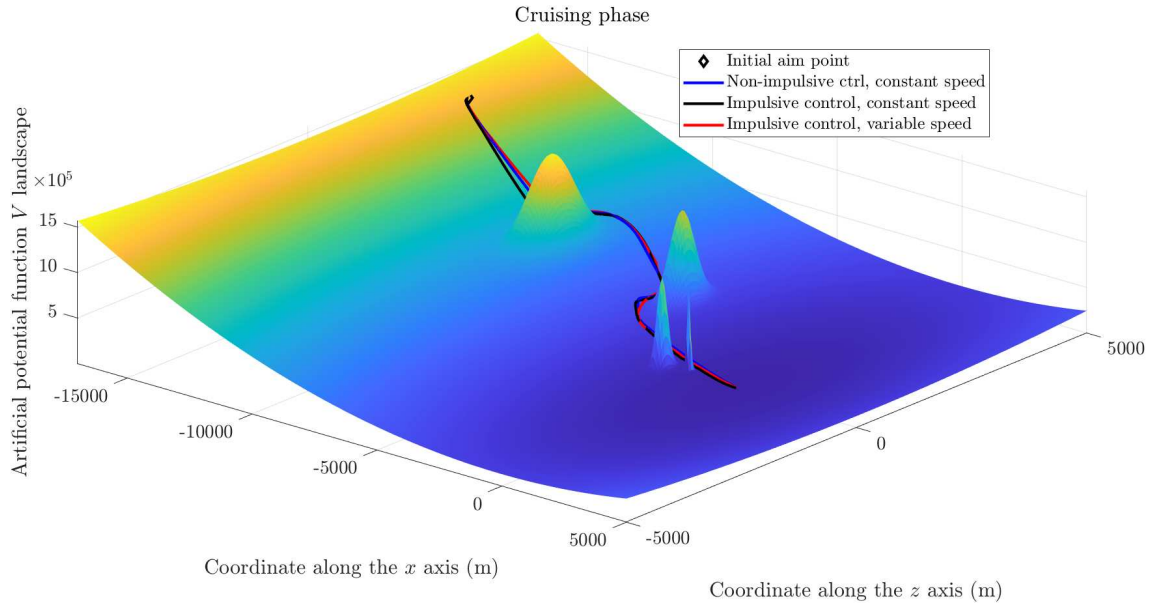 Cruising phase
Initial aim point
Non-impulsive ctrl, constant speed
Impulsive control, constant speed
Impulsive control, variable speed
Artificial potential function V landscape
×10⁵
15
10
5
-15000
-10000
-5000
0
5000
Coordinate along the x axis (m)
-5000
0
5000
Coordinate along the z axis (m)